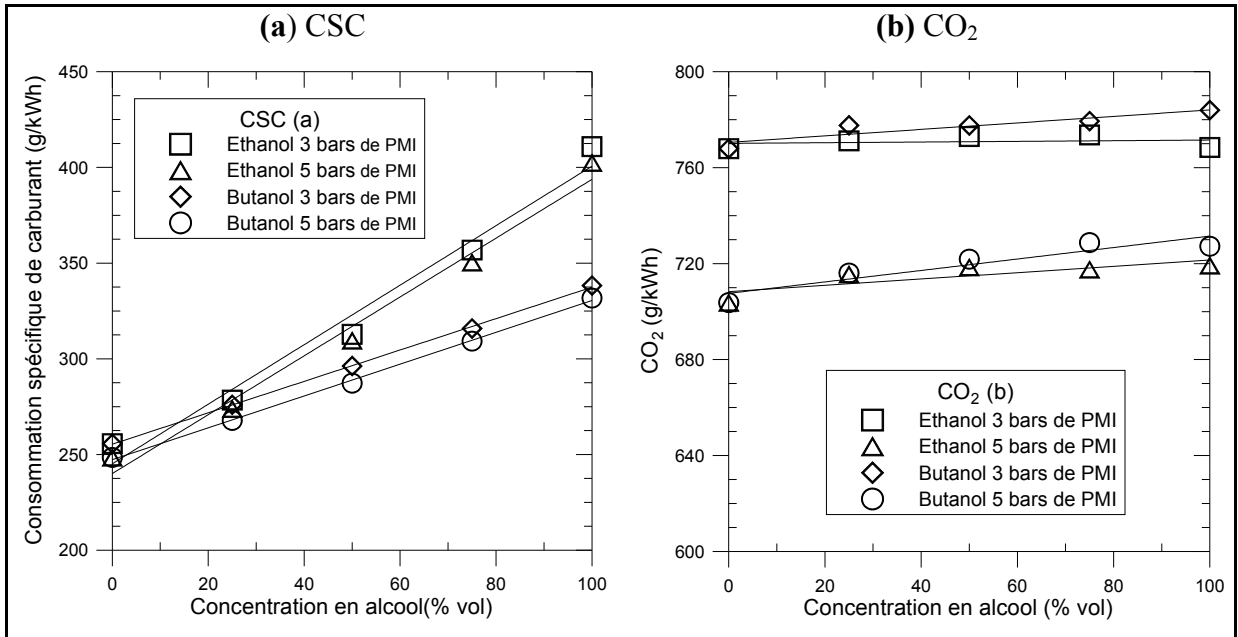 (a) CSC
Consommation spécifique de carburant (g/kWh)
450
400
350
300
250
200
CSC (a)
Ethanol 3 bars de PMI
Ethanol 5 bars de PMI
Butanol 3 bars de PMI
Butanol 5 bars de PMI
0 20 40 60 80 100
Concentration en alcool(% vol)
(b) CO2
CO2 (g/kWh)
800
760
720
680
640
600
CO2 (b)
Ethanol 3 bars de PMI
Ethanol 5 bars de PMI
Butanol 3 bars de PMI
Butanol 5 bars de PMI
0 20 40 60 80 100
Concentration en alcool (% vol)